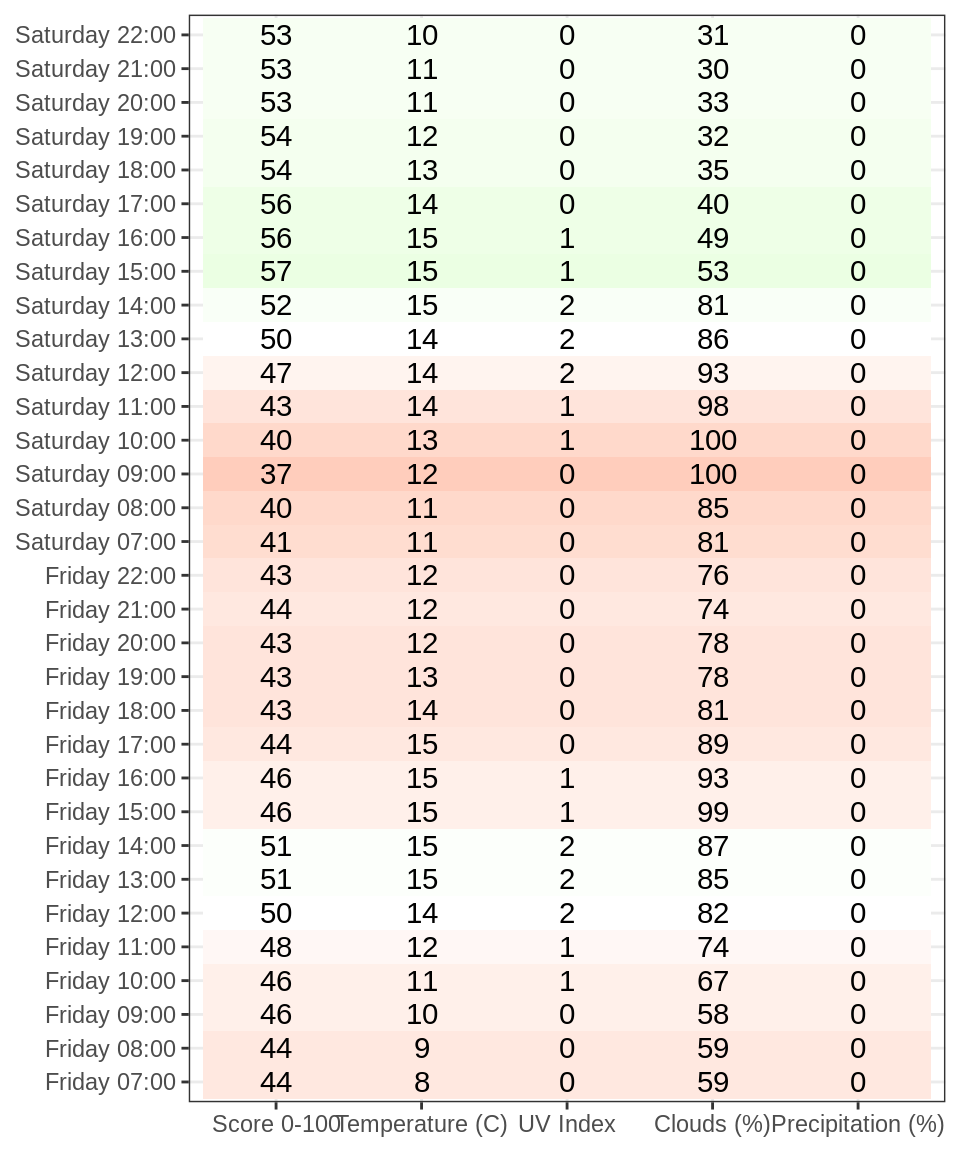 Saturday 22:00 53 10 0 31 0
Saturday 21:00 53 11 0 30 0
Saturday 20:00 53 11 0 33 0
Saturday 19:00 54 12 0 32 0
Saturday 18:00 54 13 0 35 0
Saturday 17:00 56 14 0 40 0
Saturday 16:00 56 15 1 49 0
Saturday 15:00 57 15 1 53 0
Saturday 14:00 52 15 2 81 0
Saturday 13:00 50 14 2 86 0
Saturday 12:00 47 14 2 93 0
Saturday 11:00 43 14 1 98 0
Saturday 10:00 40 13 1 100 0
Saturday 09:00 37 12 0 100 0
Saturday 08:00 40 11 0 85 0
Saturday 07:00 41 11 0 81 0
Friday 22:00 43 12 0 76 0
Friday 21:00 44 12 0 74 0
Friday 20:00 43 12 0 78 0
Friday 19:00 43 13 0 78 0
Friday 18:00 43 14 0 81 0
Friday 17:00 44 15 0 89 0
Friday 16:00 46 15 1 93 0
Friday 15:00 46 15 1 99 0
Friday 14:00 51 15 2 87 0
Friday 13:00 51 15 2 85 0
Friday 12:00 50 14 2 82 0
Friday 11:00 48 12 1 74 0
Friday 10:00 46 11 1 67 0
Friday 09:00 46 10 0 58 0
Friday 08:00 44 9 0 59 0
Friday 07:00 44 8 0 59 0
Score 0-100 Temperature (C) UV Index Clouds (%) Precipitation (%)